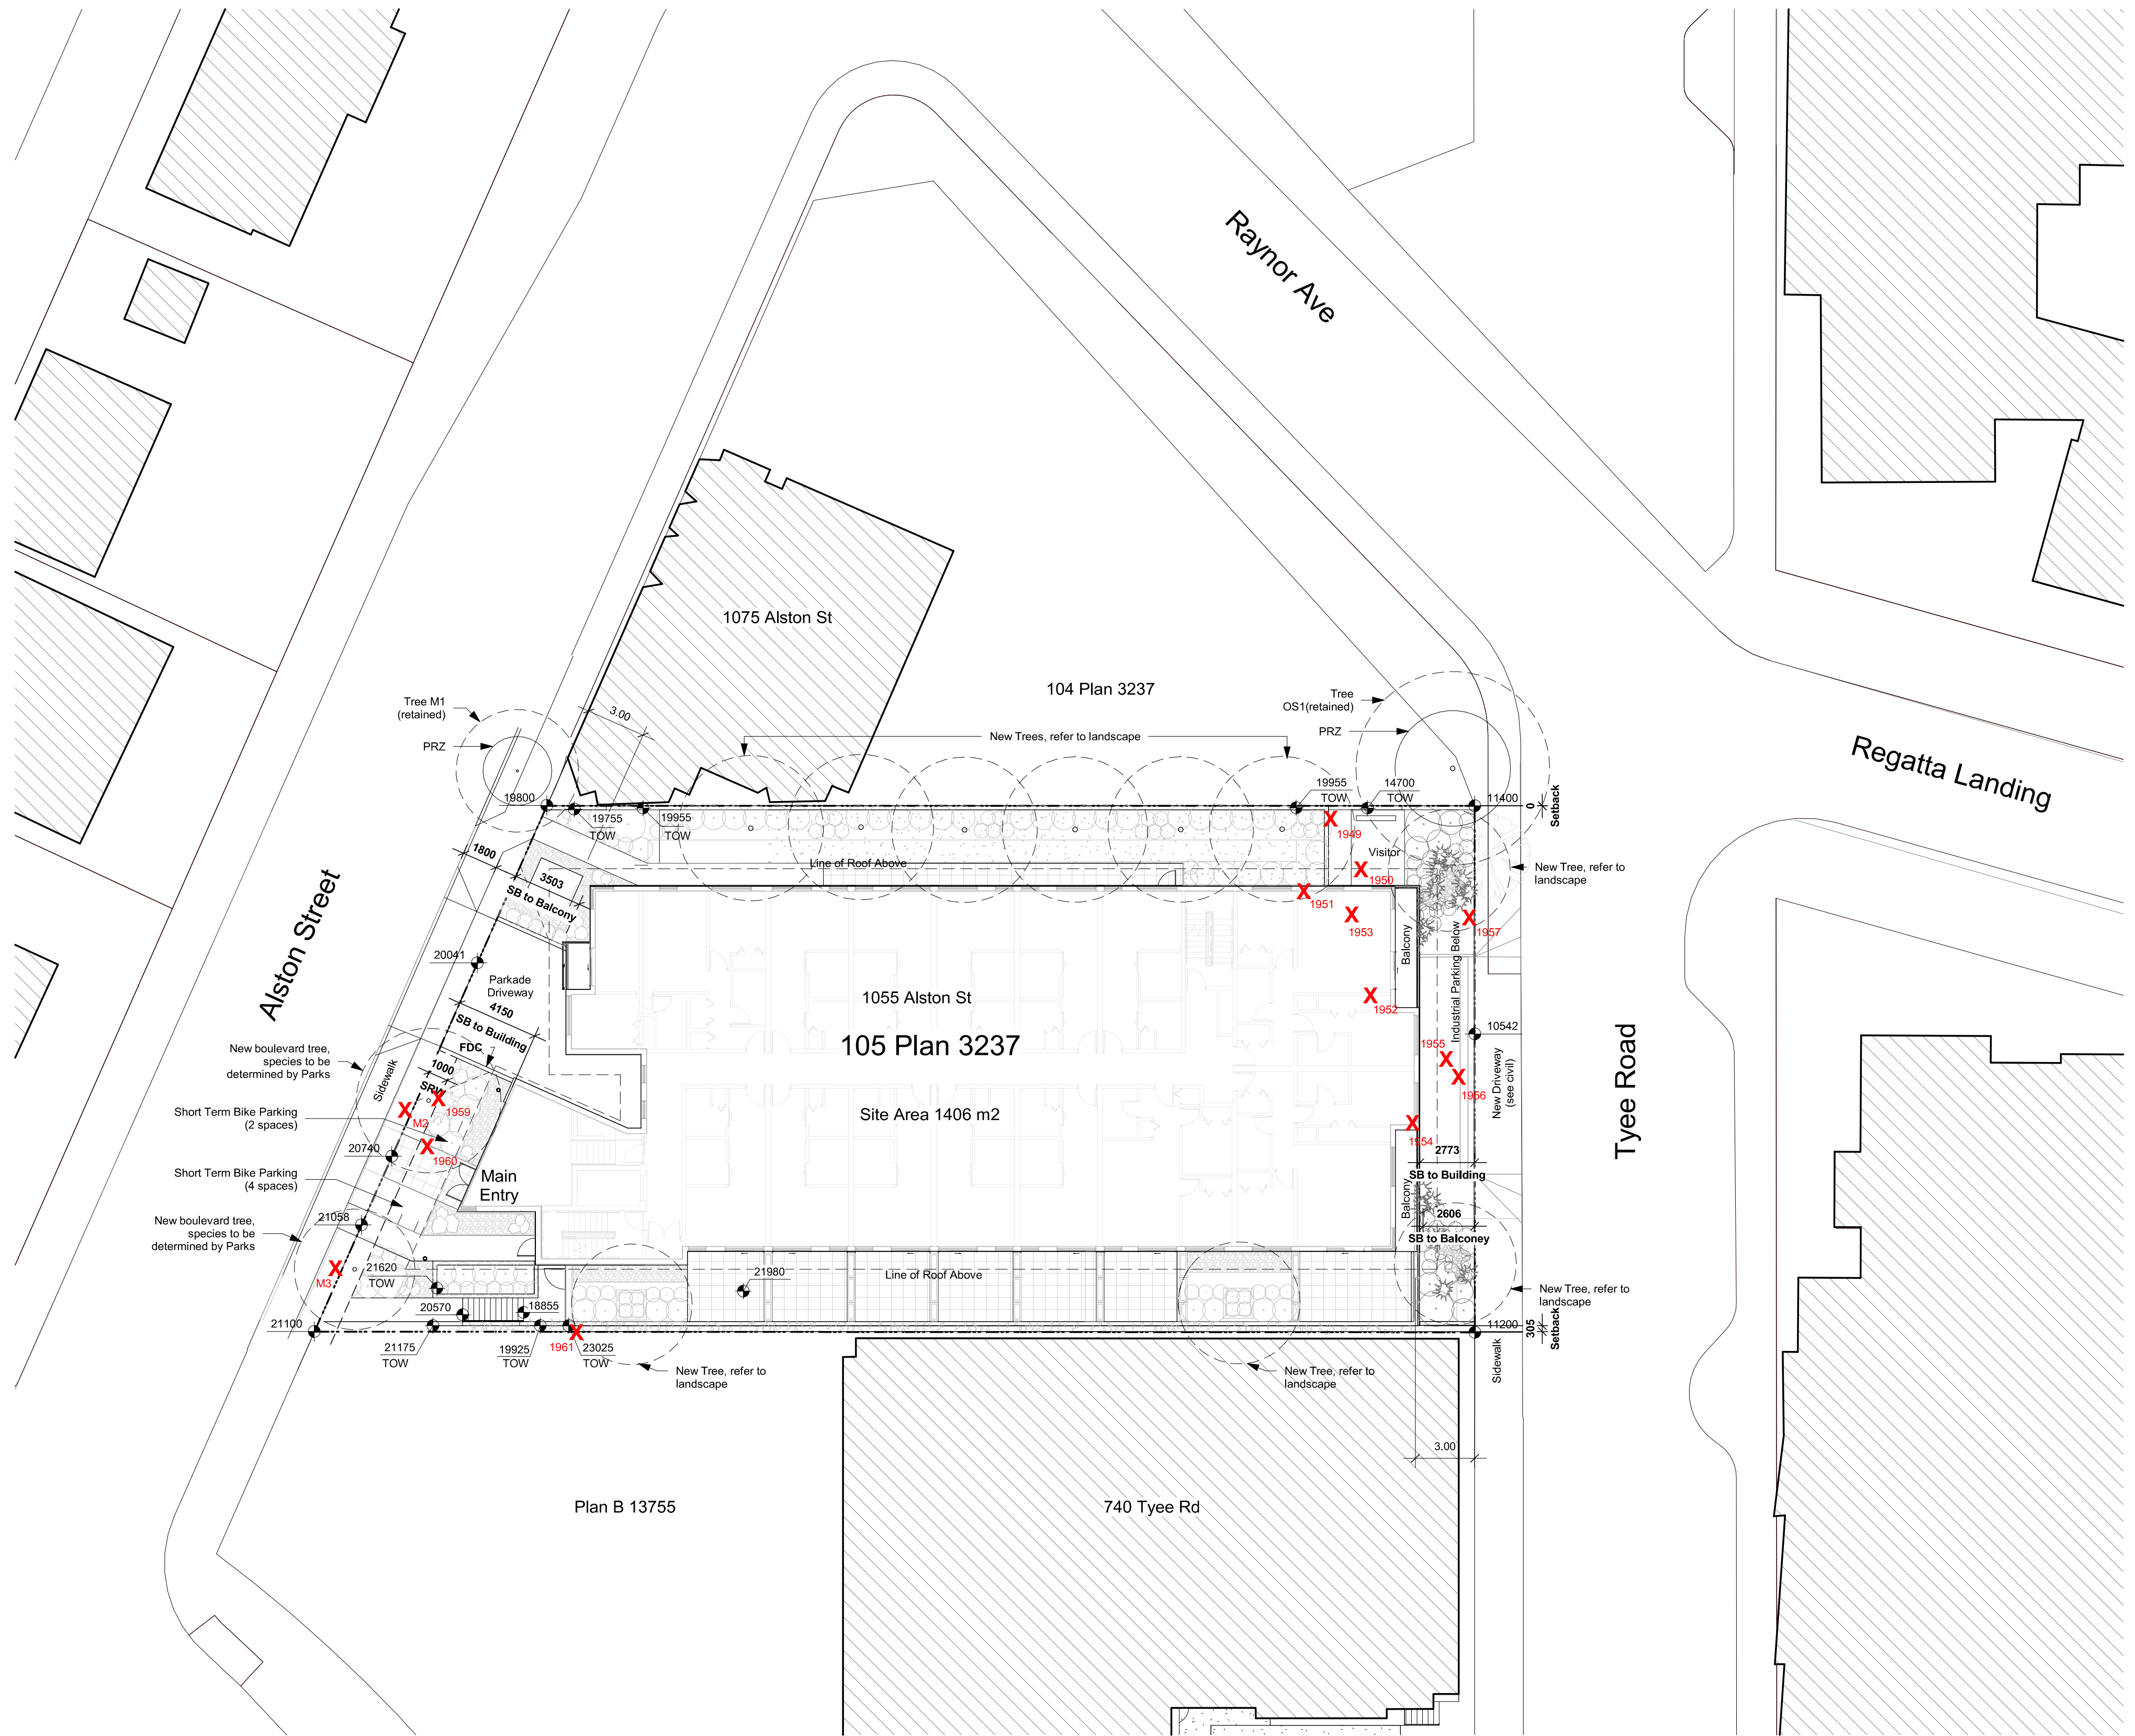 Raynor Ave
1075 Alston St
104 Plan 3237
Tree M1
(retained)
PRZ
3.00
New Trees, refer to landscape
Tree
OS1(retained)
PRZ
Regatta Landing
19800
19755
TOW
19955
TOW
19955
TOW
14700
TOW
11400
0
Setback
1949
Visitor
1950
1951
1953
1957
1952
New Tree, refer to
landscape
Line of Roof Above
1800
3503
SB to Balcony
Alston Street
20041
Parkade
Driveway
4150
SB to Building
FDC
1000
SRW
Sidewalk
1055 Alston St
105 Plan 3237
Site Area 1406 m2
Balcony
Industrial Parking Below
10542
New Driveway
(see civil)
Tyee Road
1955
1956
1954
2773
SB to Building
Balcony
2606
SB to Balconey
New boulevard tree,
species to be
determined by Parks
Short Term Bike Parking
(2 spaces)
M2
1959
1960
20740
Short Term Bike Parking
(4 spaces)
Main
Entry
New boulevard tree,
species to be
determined by Parks
21058
M3
21620
TOW
20570
18855
21980
Line of Roof Above
New Tree, refer to
landscape
21100
11200
305
Setback
21175
TOW
19925
TOW
1961
23025
TOW
New Tree, refer to
landscape
New Tree, refer to
landscape
Sidewalk
3.00
Plan B 13755
740 Tyee Rd